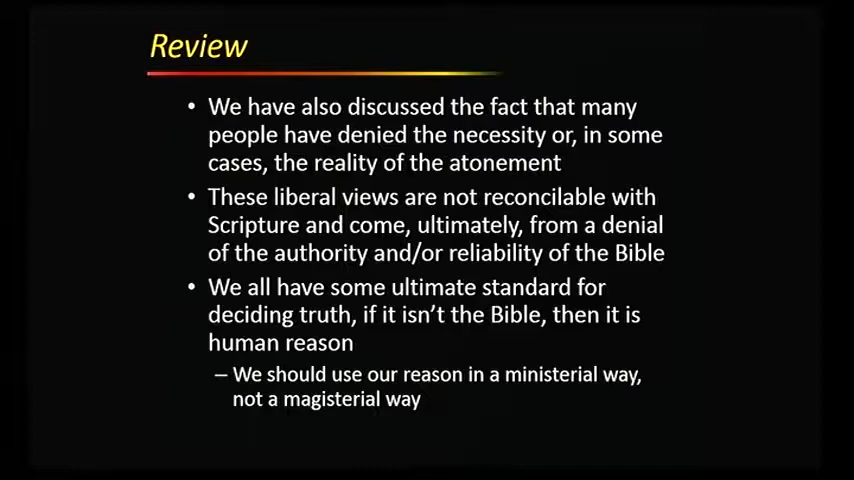 Review
• We have also discussed the fact that many
people have denied the necessity or, in some
cases, the reality of the atonement
• These liberal views are not reconcilable with
Scripture and come, ultimately, from a denial
of the authority and/or reliability of the Bible
• We all have some ultimate standard for
deciding truth, if it isn’t the Bible, then it is
human reason
– We should use our reason in a ministerial way,
not a magisterial way